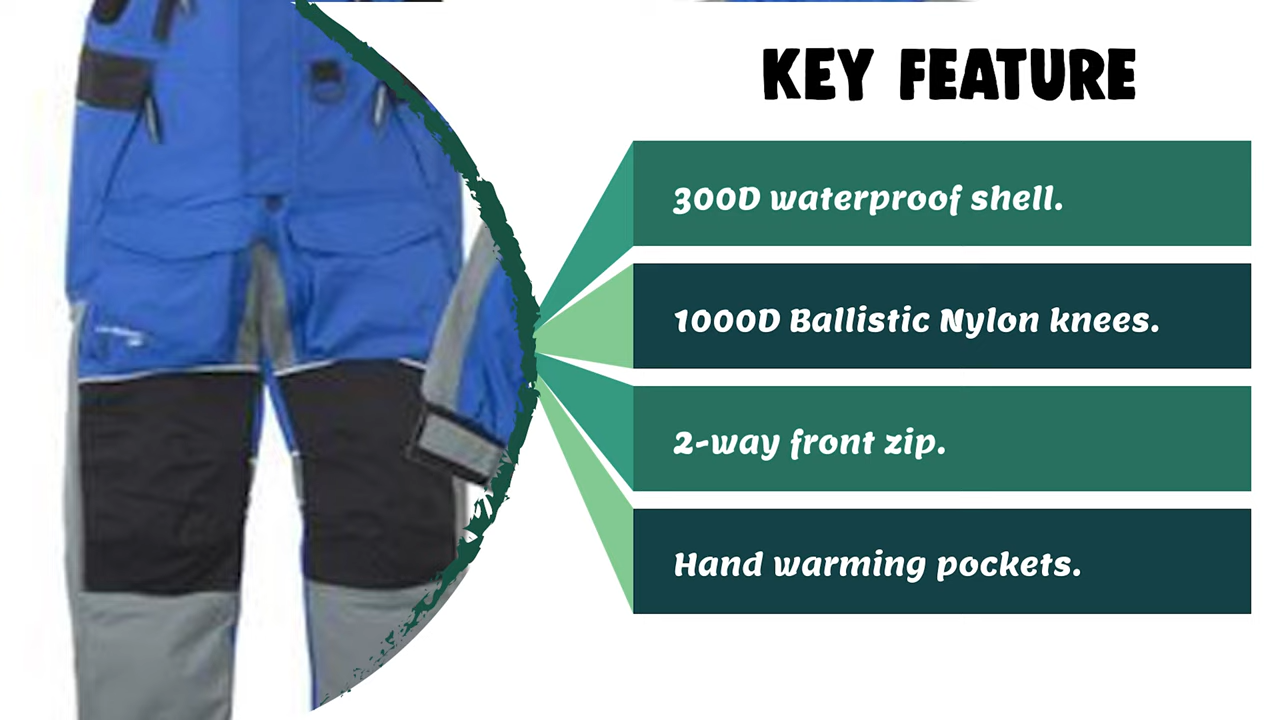 KEY FEATURE
300D waterproof shell.
1000D Ballistic Nylon knees.
2-way front zip.
Hand warming pockets.